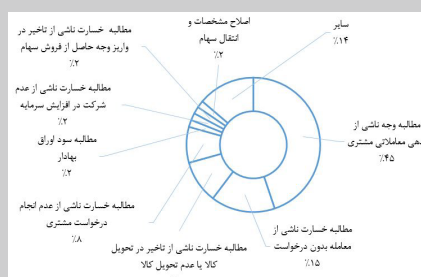 سایر
٪۱۴
اصلاح مشخصات و
انتقال سهام
٪۲
مطالبه خسارت ناشی از تاخیر در
واریز وجه حاصل از فروش سهام
٪۲
مطالبه خسارت ناشی از عدم
شرکت در افزایش سرمایه
٪۲
مطالبه سود اوراق
بهادار
٪۲
مطالبه خسارت ناشی از عدم انجام
درخواست مشتری
٪۸
مطالبه خسارت ناشی از تاخیر در تحویل
کالا یا عدم تحویل کالا
مطالبه خسارت ناشی از
معامله بدون درخواست
٪۱۵
مطالبه وجه ناشی از
معاملاتی مشتری
٪۴۵